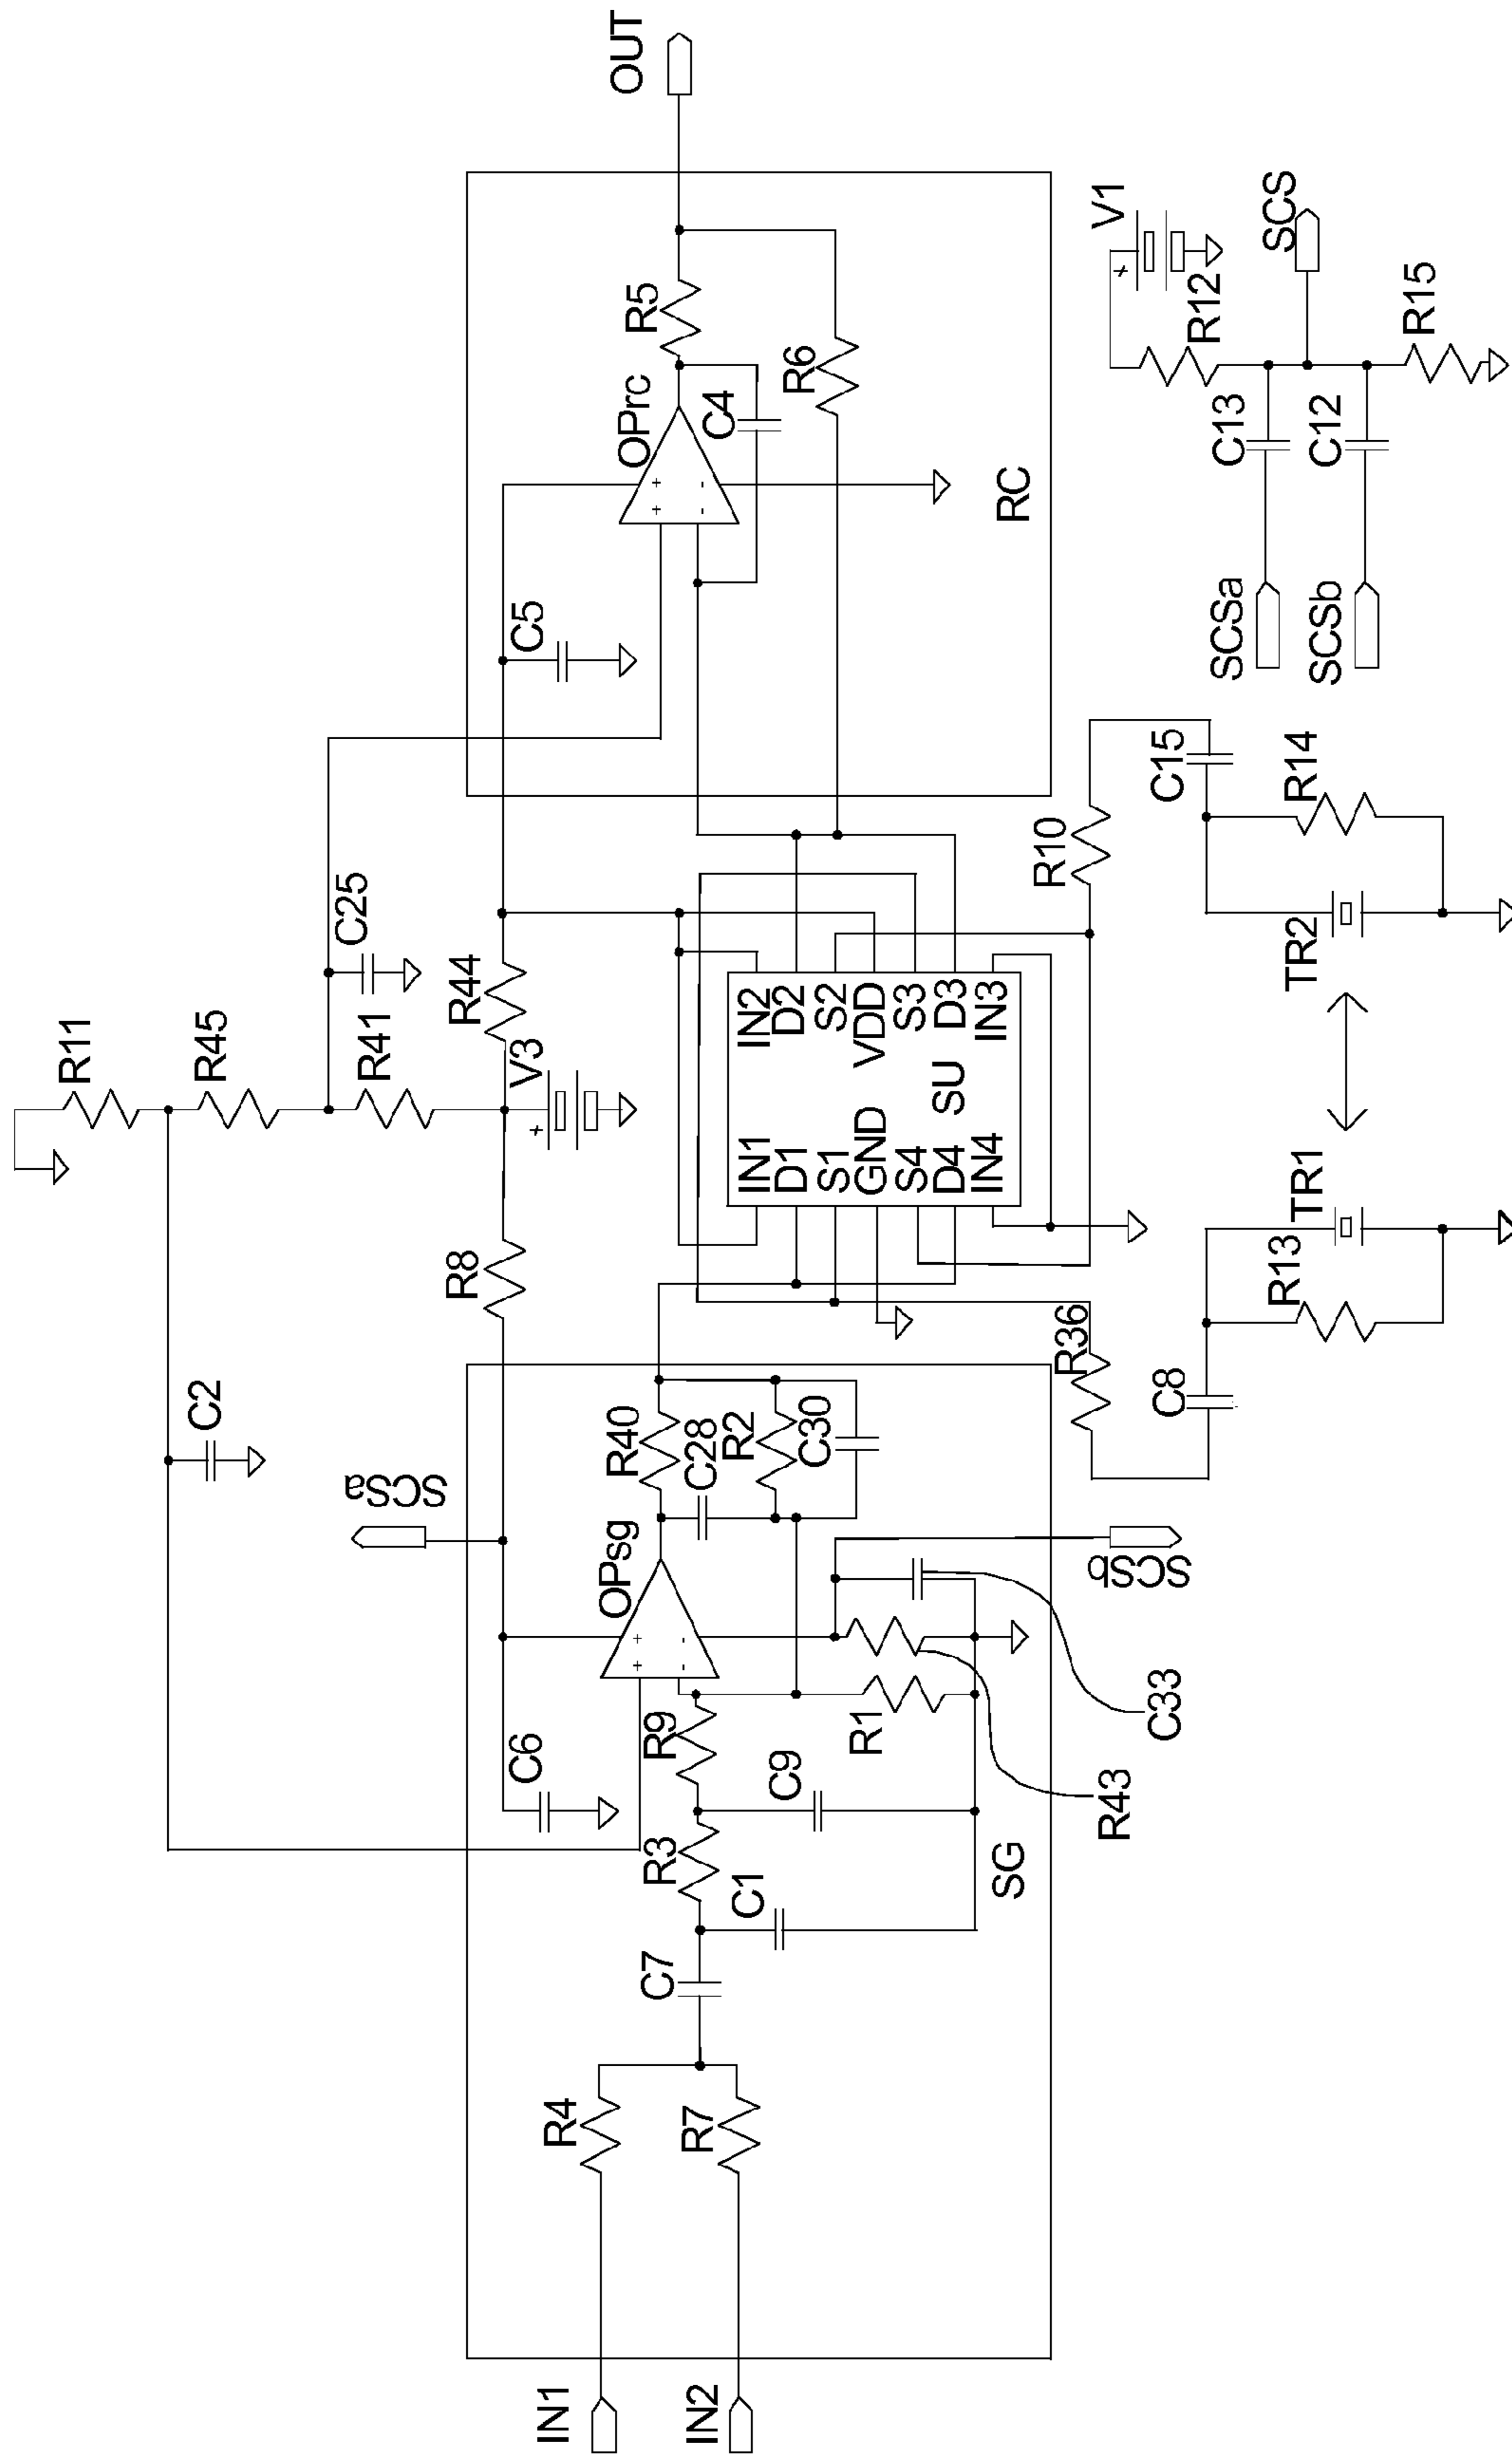 OUT
R11
R45
R41
C25
C2
R44
V3
R8
SCSa
C5
OPrc
R5
C4
R6
RC
C6
OPsg
R40
C28
R2
C30
R9
R3
C9
R1
C1
C7
R4
R7
IN1
IN2
SG
R43
C33
SCSb
IN1
D1
S1
GND
S4
D4
IN4
SU
IN2
D2
S2
VDD
S3
D3
IN3
R36
C8
R13
TR1
R10
C15
R14
TR2
V1
+
R12
SCS
C13
C12
R15
SCSa
SCSb
+
+
+
-
-
+
+
-
-